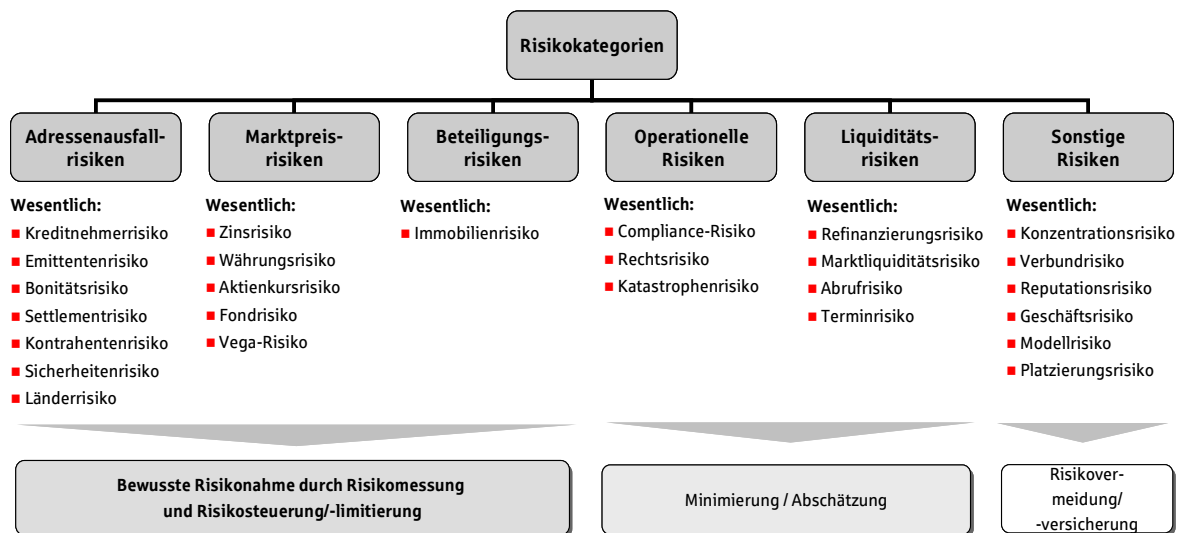 Risikokategorien
Adressenausfall-
risiken
Wesentlich:
Kreditnehmerrisiko
Emittentenrisiko
Bonitätsrisiko
Settlementrisiko
Kontrahentenrisiko
Sicherheitenrisiko
Länderrisiko
Marktpreis-
risiken
Wesentlich:
Zinsrisiko
Währungsrisiko
Aktienkursrisiko
Fondrisiko
Vega-Risiko
Beteiligungs-
risiken
Wesentlich:
Immobilienrisiko
Operationelle
Risiken
Wesentlich:
Compliance-Risiko
Rechtsrisiko
Katastrophenrisiko
Liquiditäts-
risiken
Wesentlich:
Refinanzierungsrisiko
Marktliquiditätsrisiko
Abrufrisiko
Terminrisiko
Sonstige
Risiken
Wesentlich:
Konzentrationsrisiko
Verbundrisiko
Reputationsrisiko
Geschäftsrisiko
Modellrisiko
Platzierungsrisiko
Bewusste Risikonahme durch Risikomessung
und Risikosteuerung/-limitierung
Minimierung / Abschätzung
Risikover-
meidung/
-versicherung